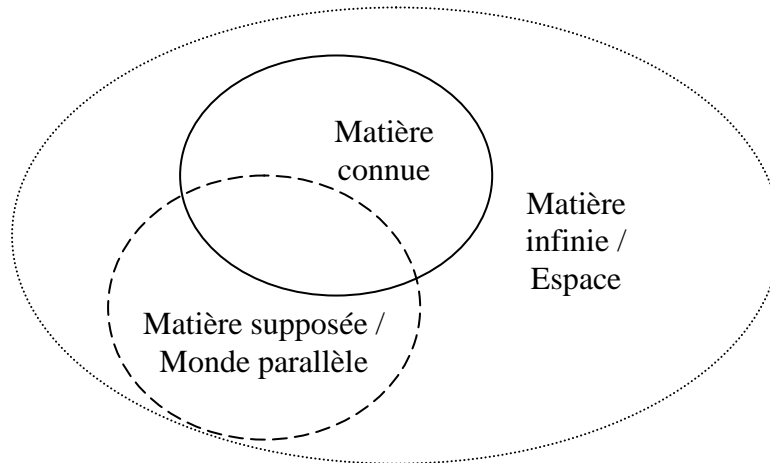 Matière
connue
Matière
infinie /
Espace
Matière supposée /
Monde parallèle